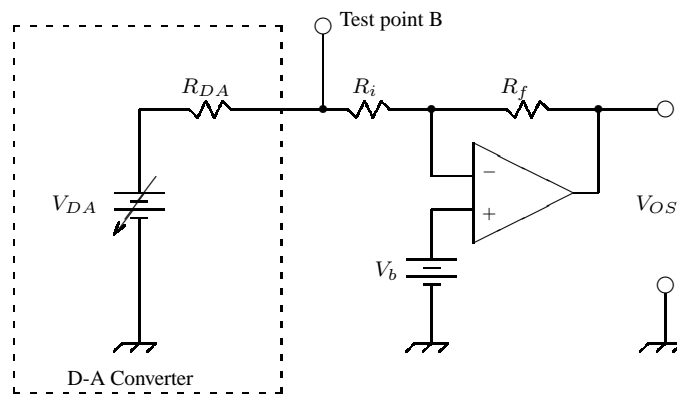 Test point B
R_DA
R_i
R_f
V_DA
−
+
V_OS
V_b
D-A Converter